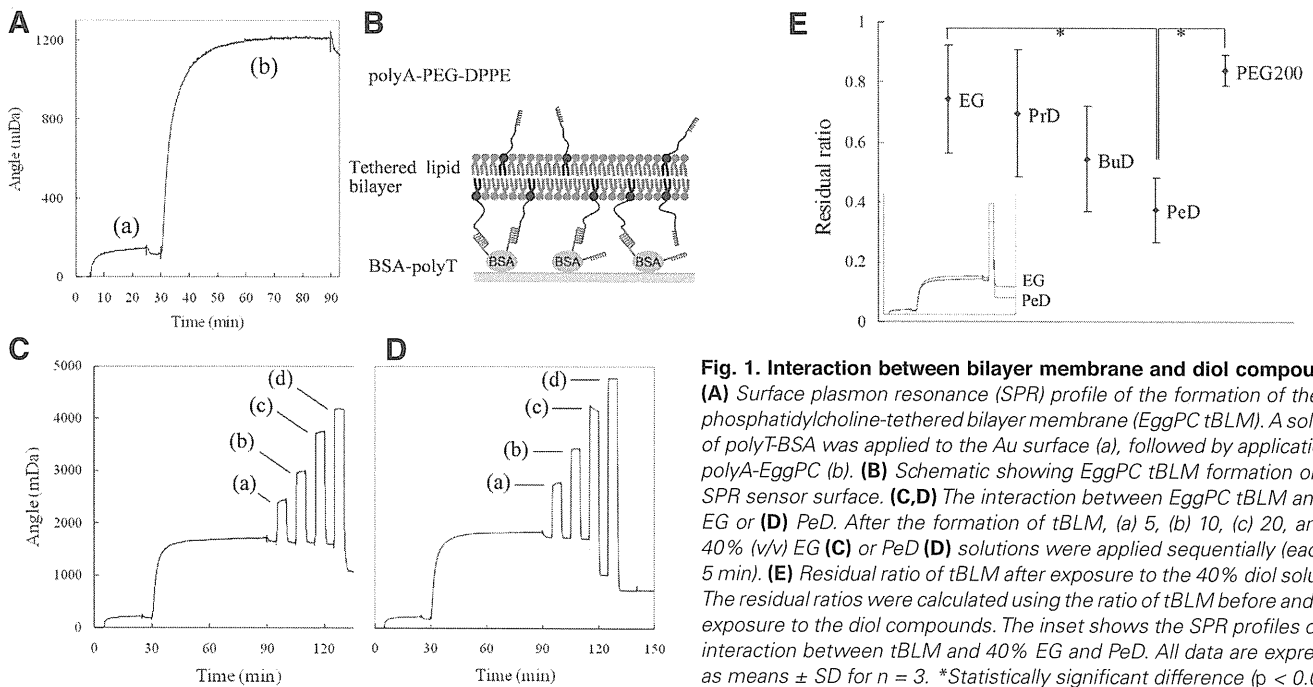 A
1200
800
400
0
Angle (mDa)
(a)
(b)
0 10 20 30 40 50 60 70 80 90
Time (min)
B
polyA-PEG-DPPE
Tethered lipid
bilayer
BSA-polyT
BSA
BSA
BSA
E
1
0.8
0.6
0.4
0.2
0
Residual ratio
*
*
EG
PrD
BuD
PeD
PEG200
EG
PeD
C
5000
4000
3000
2000
1000
0
Angle (mDa)
(a)
(b)
(c)
(d)
0 30 60 90 120
Time (min)
D
(a)
(b)
(c)
(d)
0 30 60 90 120 150
Time (min)
Fig. 1. Interaction between bilayer membrane and diol compou
(A) Surface plasmon resonance (SPR) profile of the formation of the
phosphatidylcholine-tethered bilayer membrane (EggPC tBLM). A sol
of polyT-BSA was applied to the Au surface (a), followed by applicatio
polyA-EggPC (b). (B) Schematic showing EggPC tBLM formation o
SPR sensor surface. (C,D) The interaction between EggPC tBLM an
EG or (D) PeD. After the formation of tBLM, (a) 5, (b) 10, (c) 20, an
40% (v/v) EG (C) or PeD (D) solutions were applied sequentially (eac
5 min). (E) Residual ratio of tBLM after exposure to the 40% diol solu
The residual ratios were calculated using the ratio of tBLM before and
exposure to the diol compounds. The inset shows the SPR profiles o
interaction between tBLM and 40% EG and PeD. All data are expre
as means ± SD for n = 3. *Statistically significant difference (p < 0.0